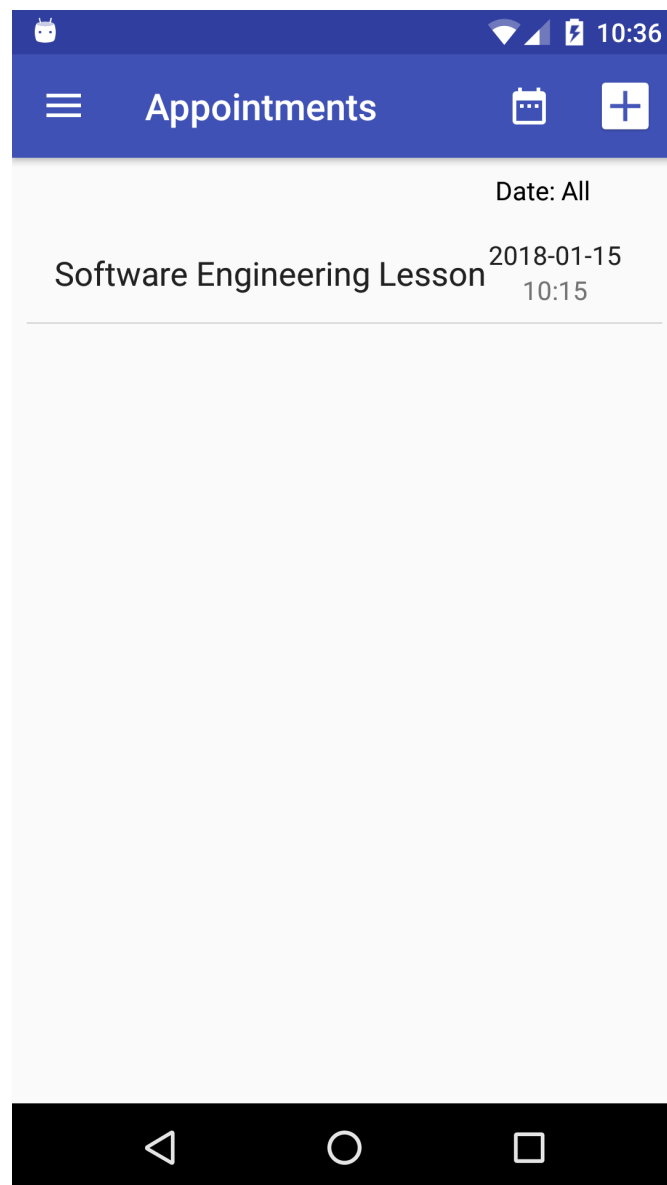 10:36
Appointments
Date: All
Software Engineering Lesson
2018-01-15
10:15